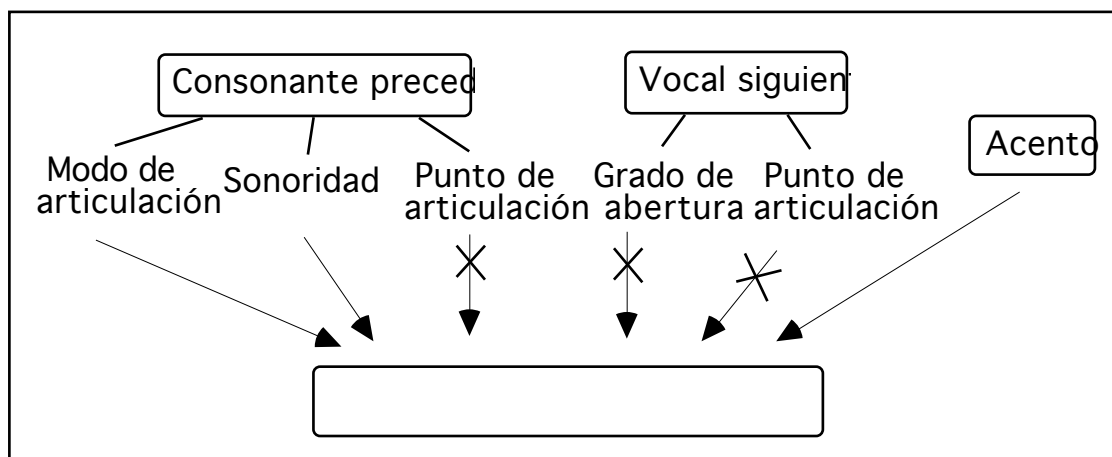 Consonante preced
Vocal siguien
Acento
Modo de
articulación
Sonoridad
Punto de
articulación
Grado de
abertura
Punto de
articulación